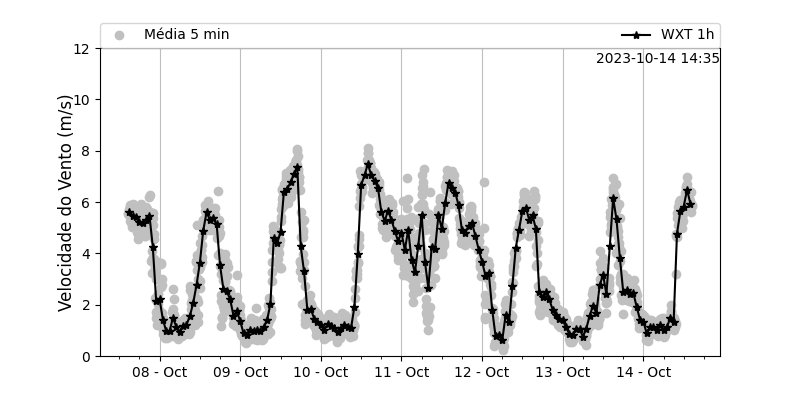 Média 5 min
WXT 1h
2023-10-14 14:35
Velocidade do Vento (m/s)
12
10
8
6
4
2
0
08 - Oct
09 - Oct
10 - Oct
11 - Oct
12 - Oct
13 - Oct
14 - Oct